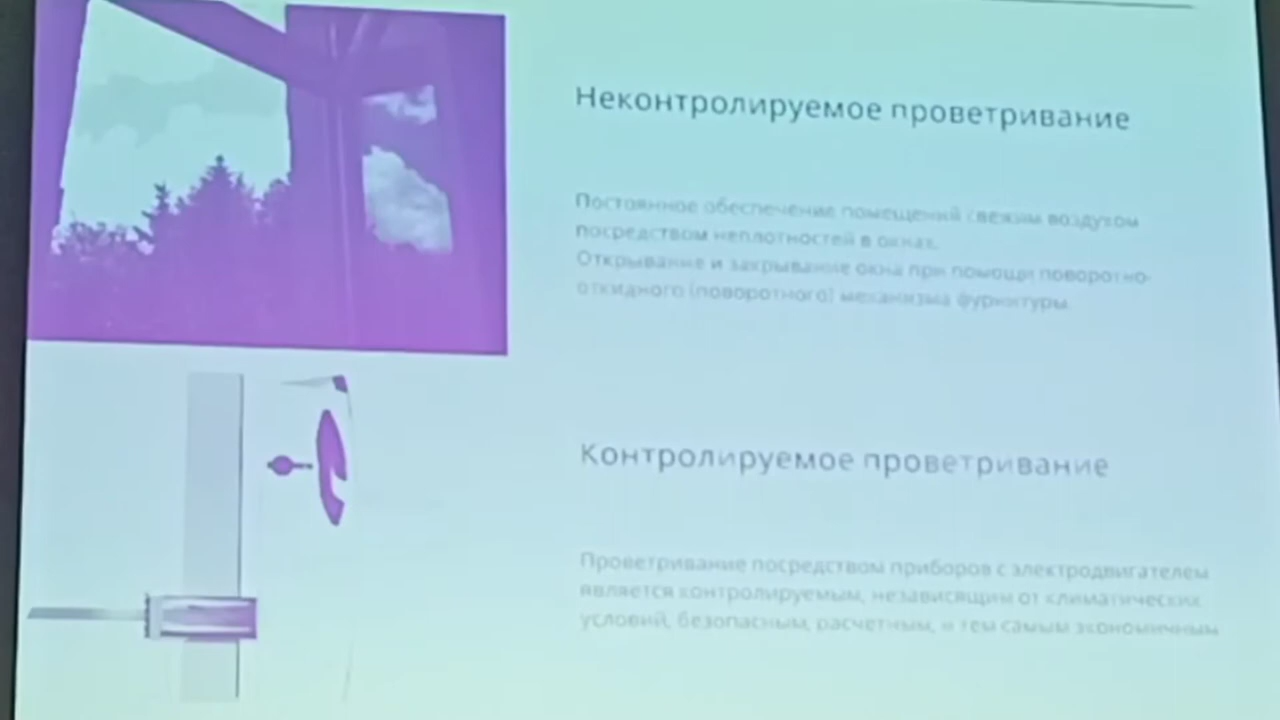 Неконтролируемое проветривание
Постоянное обеспечение помещений свежим воздухом
посредством неплотностей в окнах.
Открывание и закрывание окна при помощи поворотно-
откидного (поворотного) механизма фурнитуры.
Контролируемое проветривание
Проветривание посредством приборов с электродвигателем
является контролируемым, независящим от климатических
условий, безопасным, расчетным, и тем самым экономичным